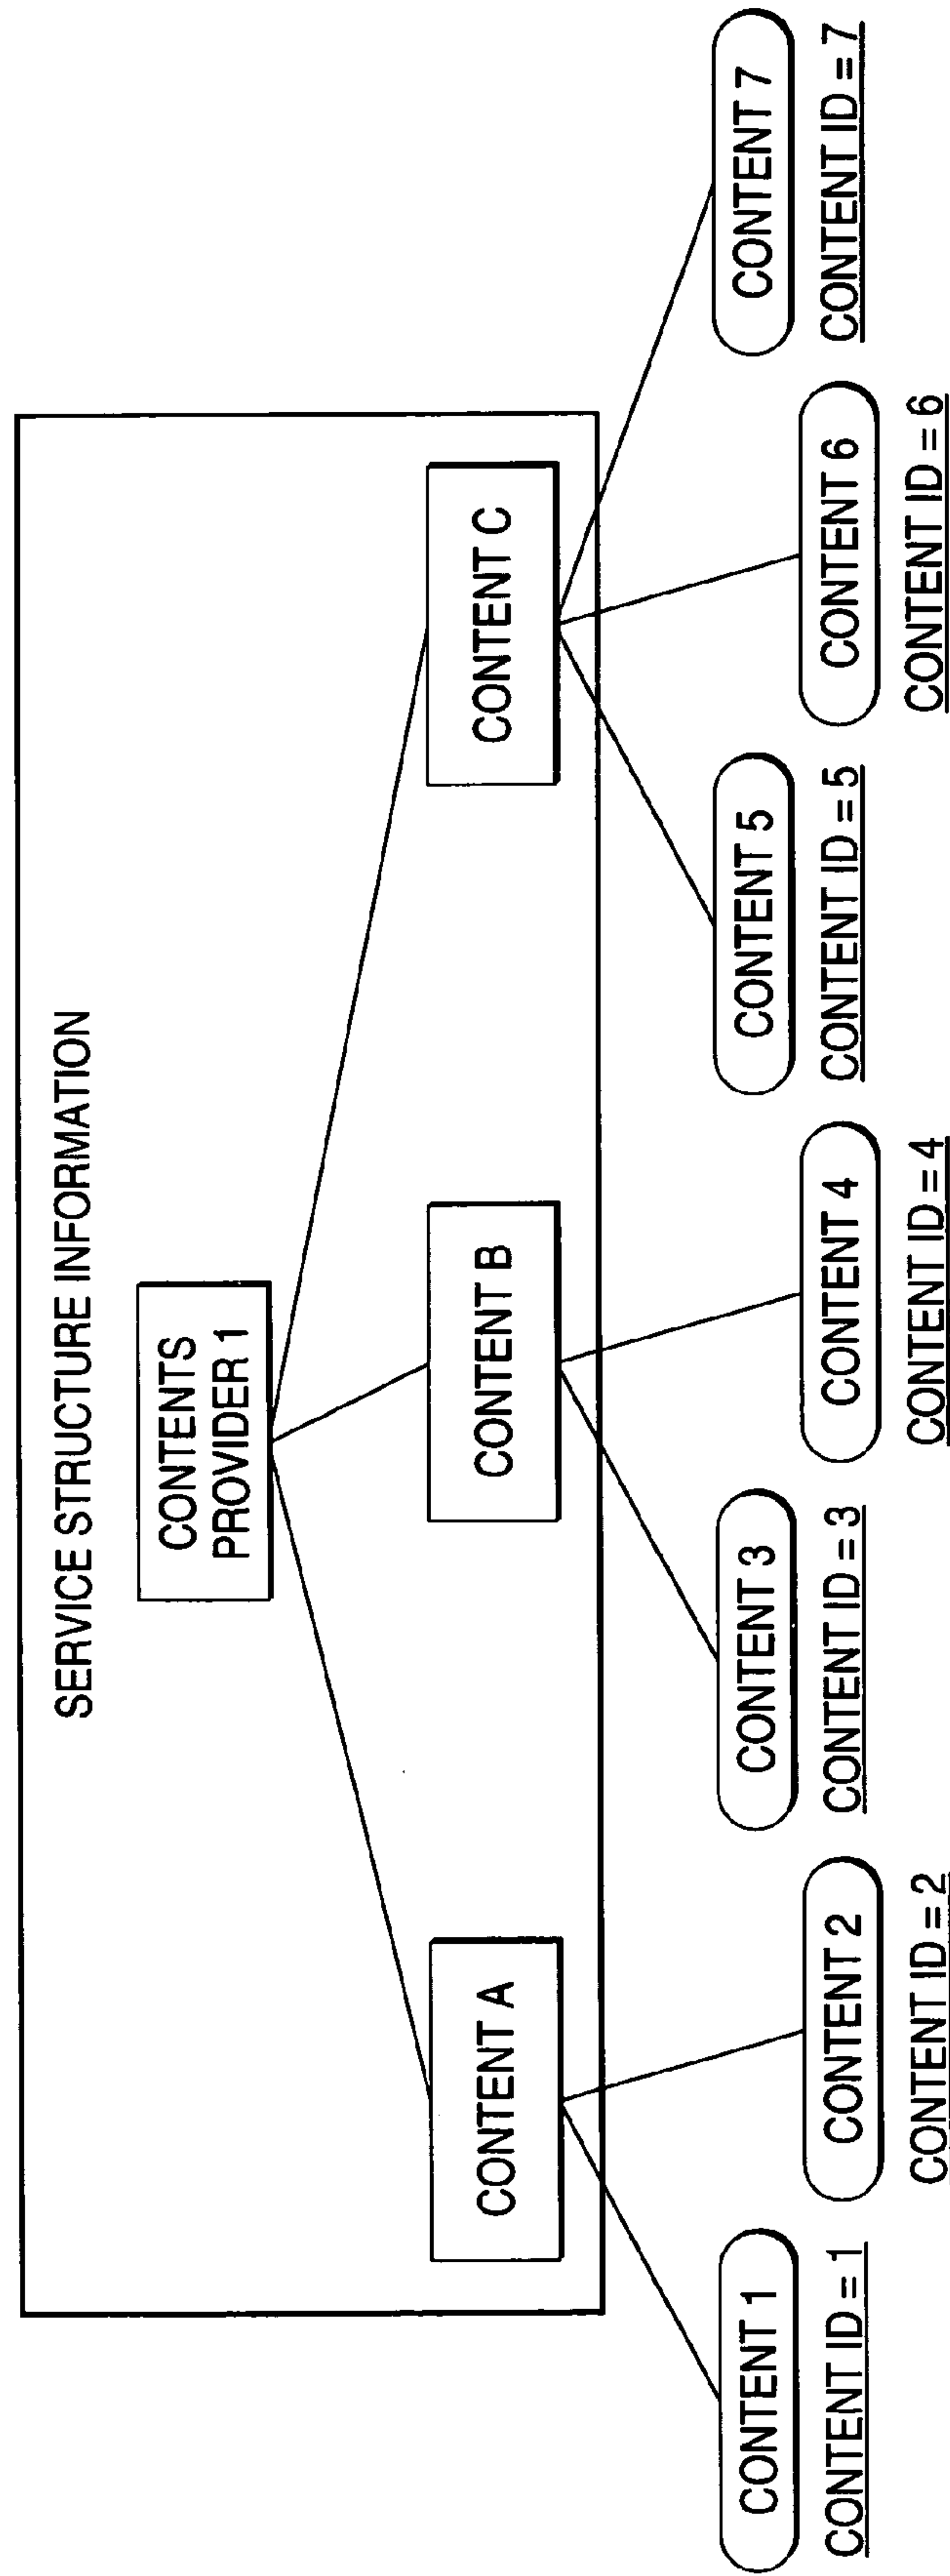 SERVICE STRUCTURE INFORMATION
CONTENTS
PROVIDER 1
CONTENT A
CONTENT B
CONTENT C
CONTENT 1
CONTENT ID = 1
CONTENT 2
CONTENT ID = 2
CONTENT 3
CONTENT ID = 3
CONTENT 4
CONTENT ID = 4
CONTENT 5
CONTENT ID = 5
CONTENT 6
CONTENT ID = 6
CONTENT 7
CONTENT ID = 7